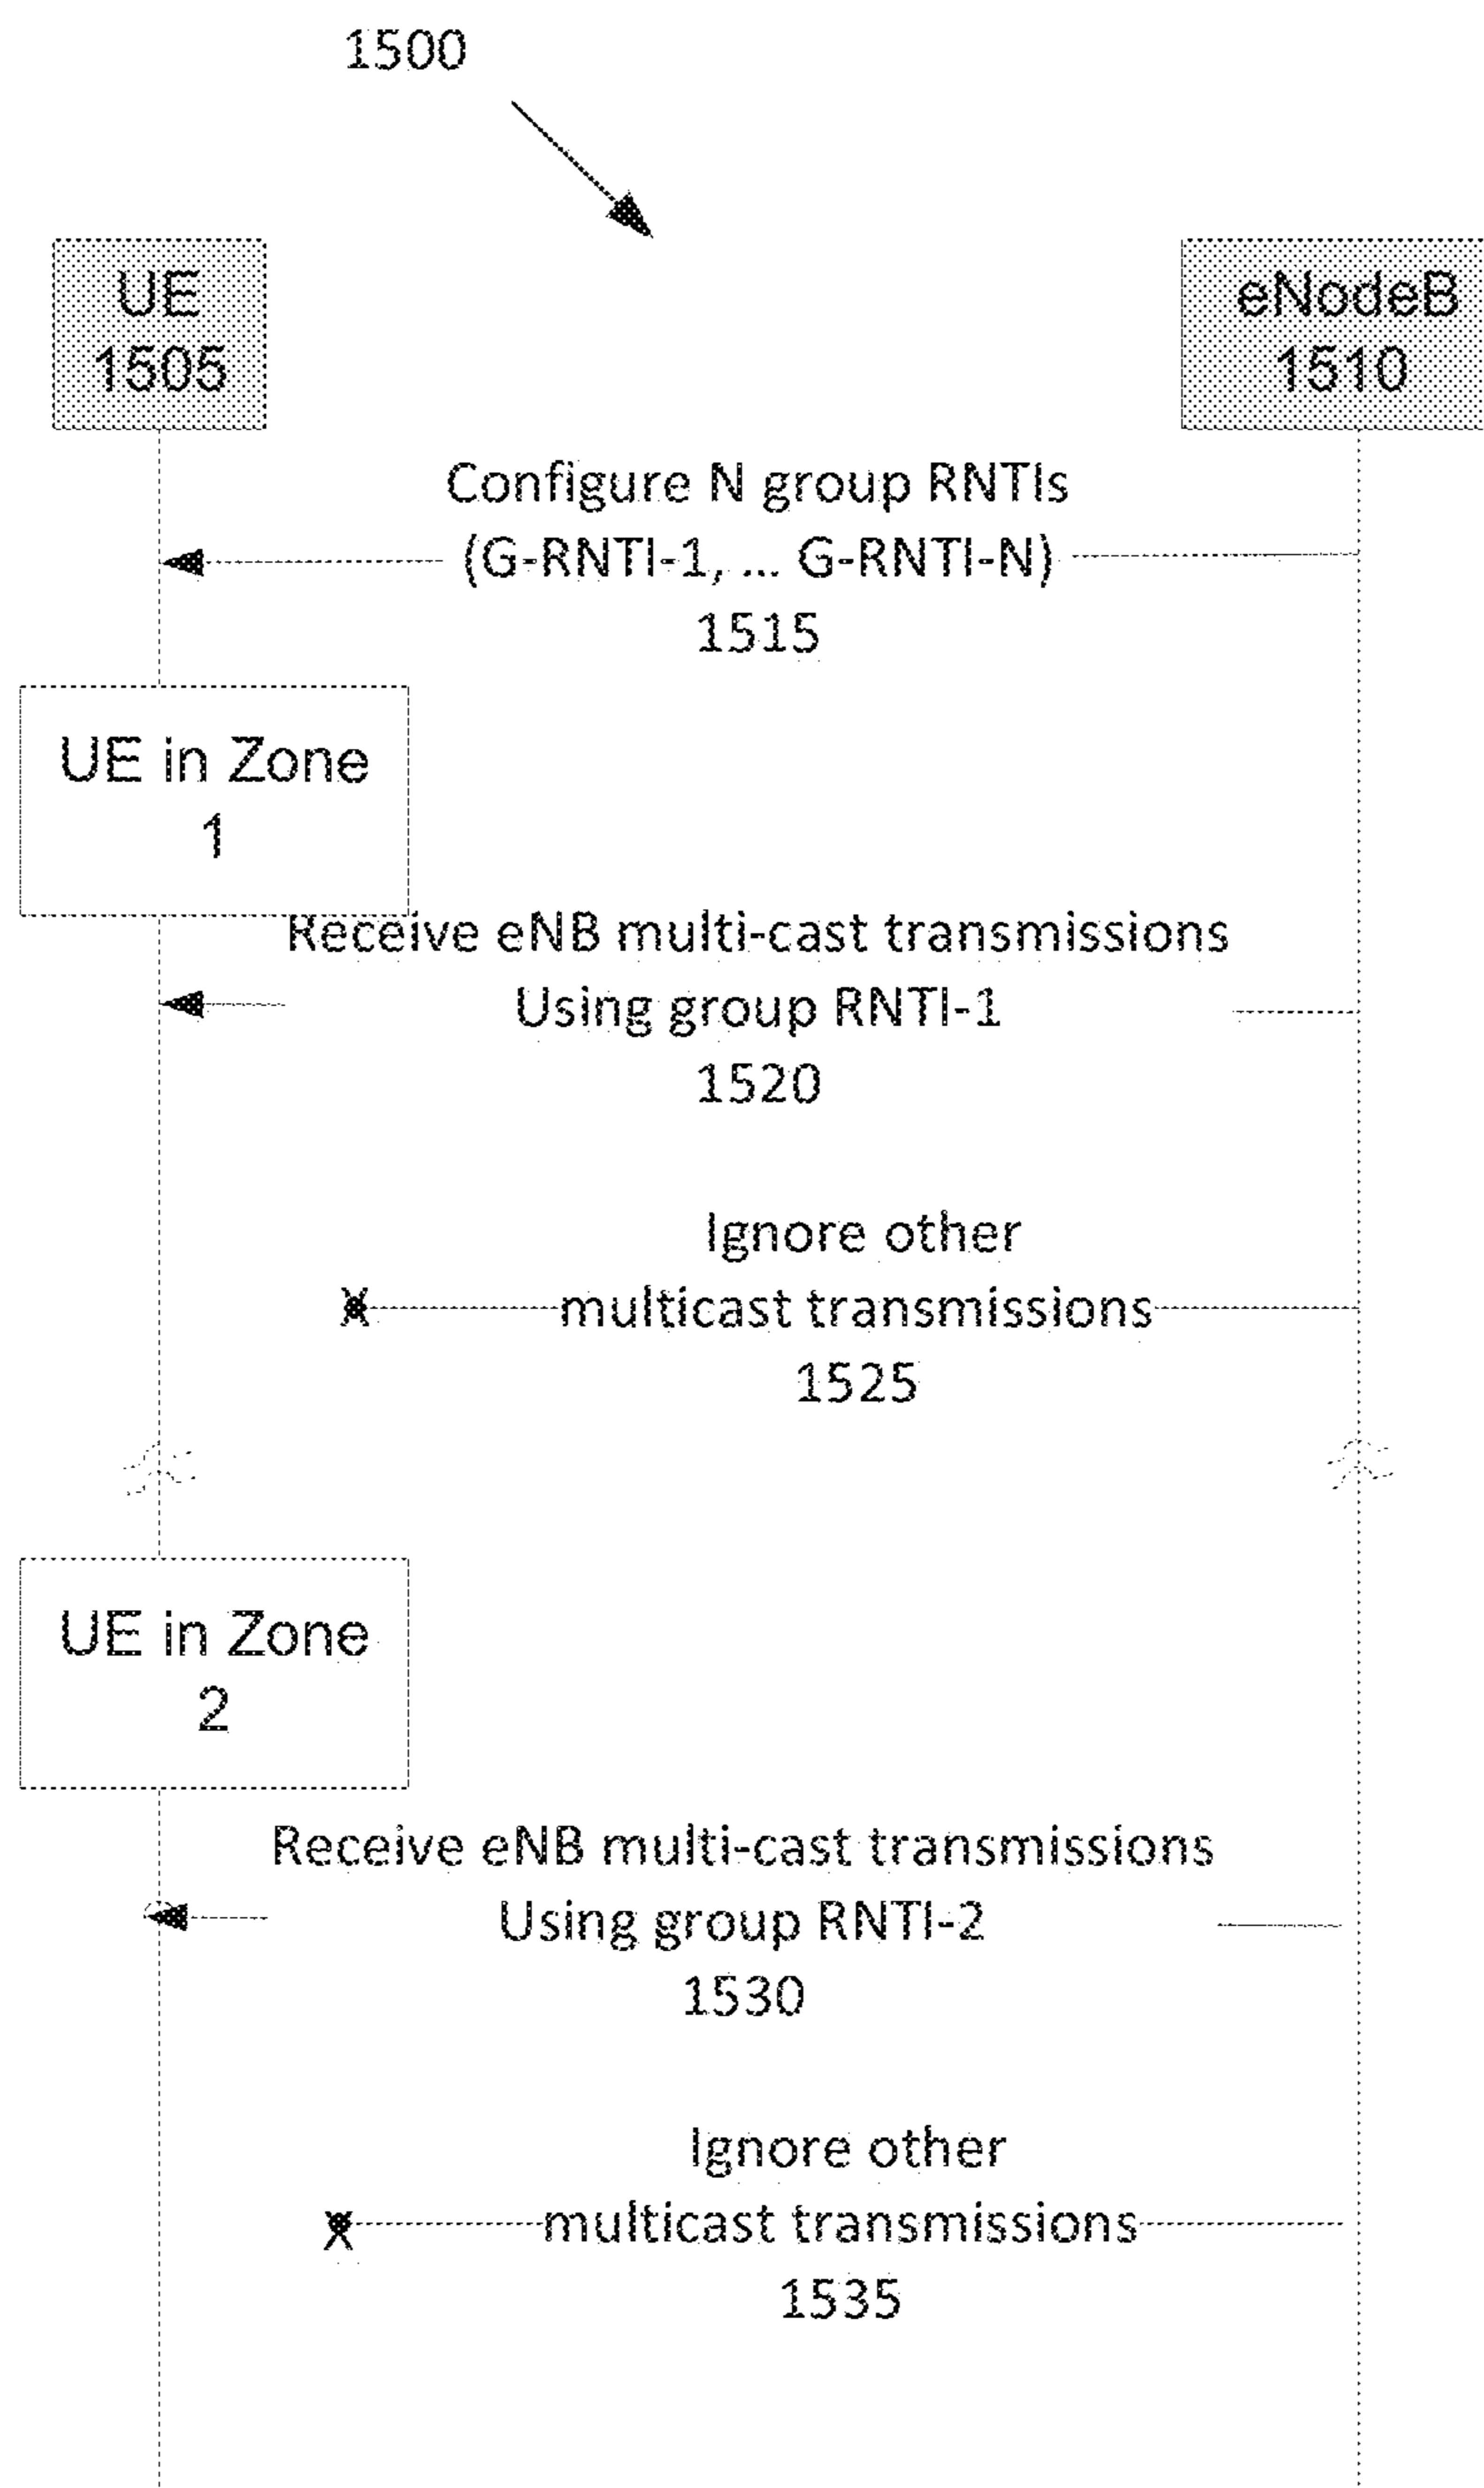 1500
UE
1505
eNodeB
1510
Configure N group RNTIs
(G-RNTI-1, ... G-RNTI-N)
1515
UE in Zone
1
Receive eNB multi-cast transmissions
Using group RNTI-1
1520
Ignore other
multicast transmissions
1525
UE in Zone
2
Receive eNB multi-cast transmissions
Using group RNTI-2
1530
Ignore other
multicast transmissions
1535